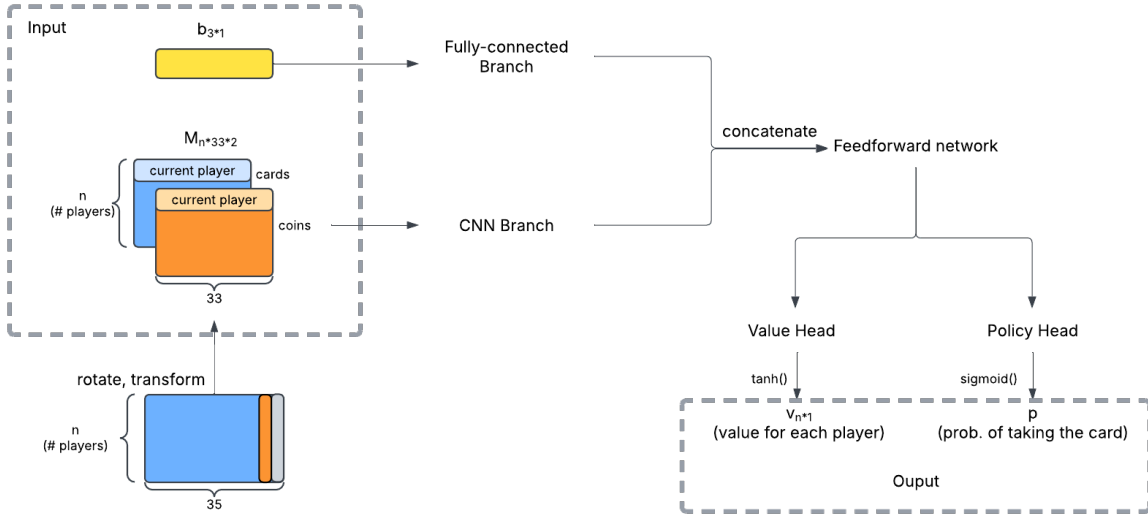 Input
b3*1
Fully-connected
Branch
concatenate
Feedforward network
Mn*33*2
current player
cards
current player
coins
n
(# players)
33
CNN Branch
rotate, transform
n
(# players)
35
Value Head
Policy Head
tanh()
sigmoid()
vn*1
(value for each player)
p
(prob. of taking the card)
Ouput